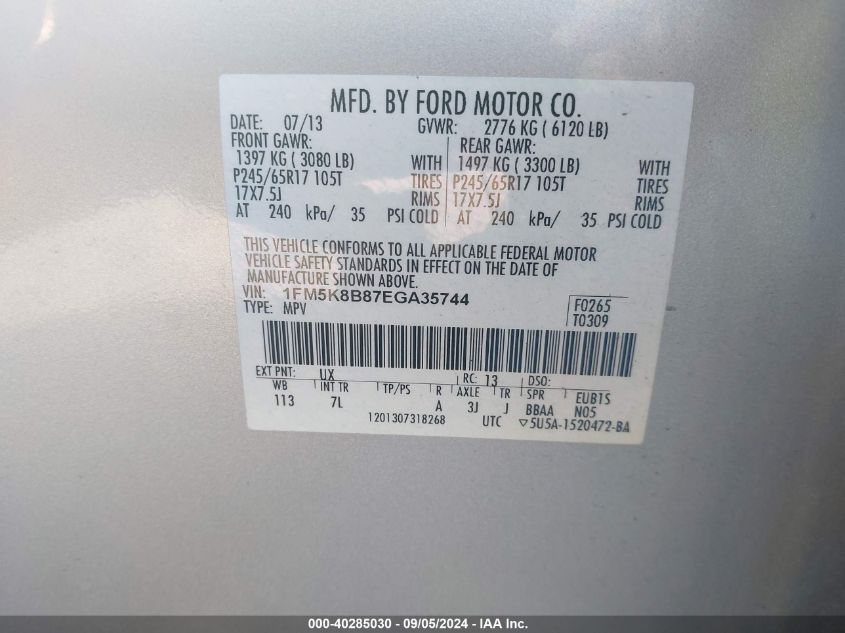 MFD. BY FORD MOTOR CO.
DATE: 07/13 GVWR: 2776 KG ( 6120 LB)
FRONT GAWR: REAR GAWR:
1397 KG ( 3080 LB) WITH 1497 KG ( 3300 LB) WITH
P245/65R17 105T TIRES P245/65R17 105T TIRES
17X7.5J RIMS 17X7.5J RIMS
AT 240 kPa/ 35 PSI COLD AT 240 kPa/ 35 PSI COLD
THIS VEHICLE CONFORMS TO ALL APPLICABLE FEDERAL MOTOR
VEHICLE SAFETY STANDARDS IN EFFECT ON THE DATE OF
MANUFACTURE SHOWN ABOVE.
VIN: 1FM5K8B87EGA35744 F0265
TYPE: MPV T0309
EXT PNT: UX RC: 13 DSO:
WB INT TR TP/PS R AXLE TR SPR EUB1S
113 7L A 3J J BBAA N05
1201307318268 UTC ▽5U5A-1520472-BA
000-40285030 - 09/05/2024 - IAA Inc.